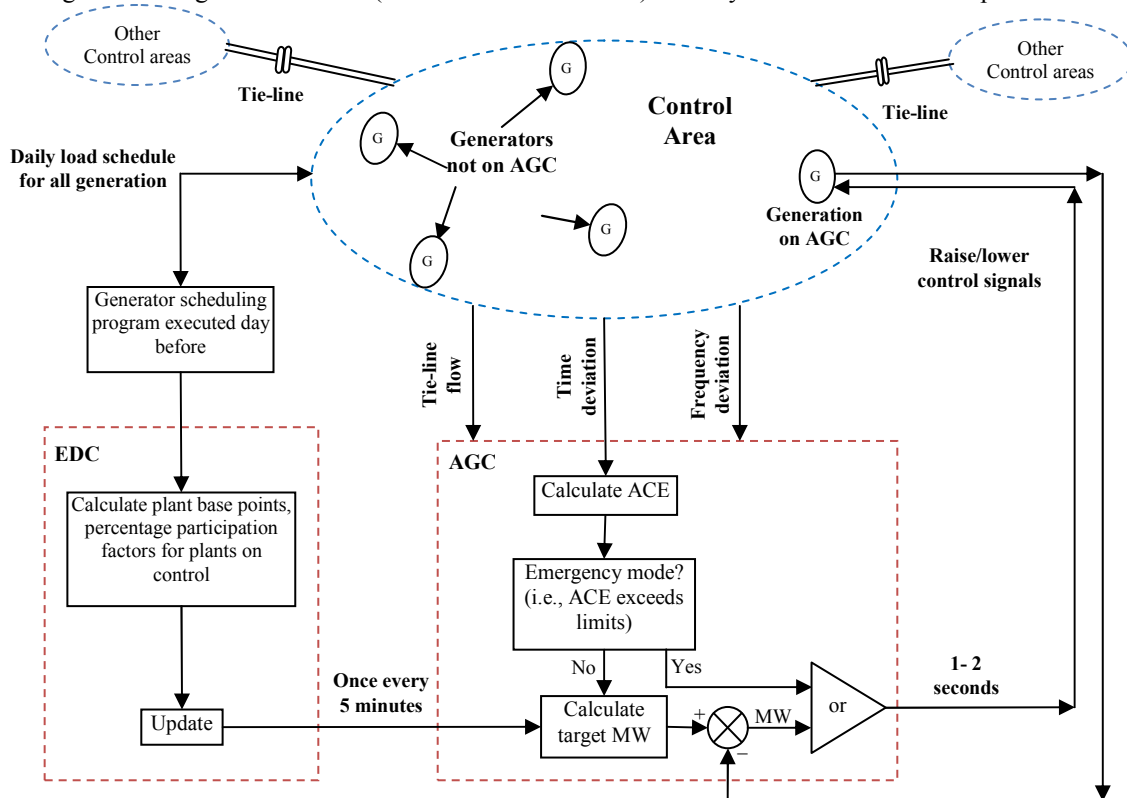 Other
Control areas
Tie-line
Other
Control areas
Tie-line
Control
Area
G
G
Generators
not on AGC
Daily load schedule
for all generation
G
Generation
on AGC
G
G
Raise/lower
control signals
Generator scheduling
program executed day
before
Tie-line
flow
Time
deviation
Frequency
deviation
EDC
AGC
Calculate ACE
Calculate plant base points,
percentage participation
factors for plants on
control
Emergency mode?
(i.e., ACE exceeds
limits)
No
Yes
Once every
5 minutes
1- 2
seconds
Update
Calculate
target MW
+
MW
−
or